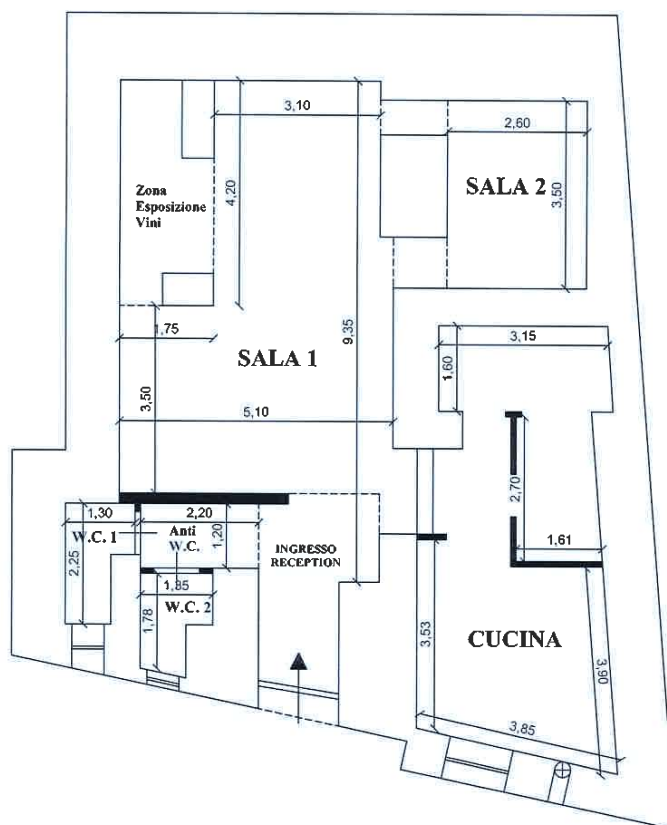 3,10
2,60
Zona
Esposizione
Vini
4,20
SALA 2
3,50
1,75
9,35
SALA 1
3,15
1,60
3,50
5,10
2,70
1,30
2,20
Anti
W.C. 1
W.C.
1,20
INGRESSO
RECEPTION
1,61
2,25
1,85
W.C. 2
1,78
3,53
CUCINA
3,90
3,85